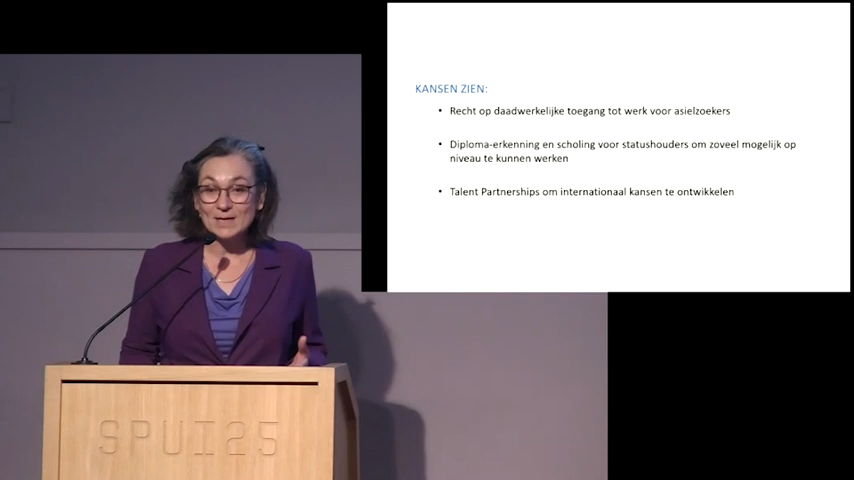 KANSEN ZIEN:
• Recht op daadwerkelijke toegang tot werk voor asielzoekers
• Diploma-erkenning en scholing voor statushouders om zoveel mogelijk op
niveau te kunnen werken
• Talent Partnerships om internationaal kansen te ontwikkelen
SPUI25